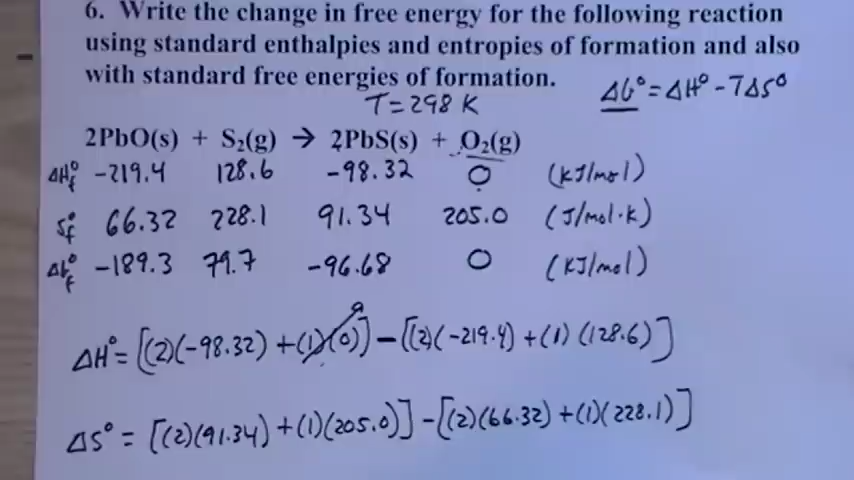 6. Write the change in free energy for the following reaction
using standard enthalpies and entropies of formation and also
with standard free energies of formation.
ΔG° = ΔH° - TΔS°
T = 298 K
2PbO(s) + S₂(g) → 2PbS(s) + O₂(g)
ΔH°f -219.4 128.6 -98.32 0 (KJ/mol)
S°f 66.32 228.1 91.34 205.0 (J/mol·K)
ΔG°f -189.3 79.7 -96.68 0 (KJ/mol)
ΔH° = [(2)(-98.32) + (1)(0)] - [(2)(-219.4) + (1)(128.6)]
ΔS° = [(2)(91.34) + (1)(205.0)] - [(2)(66.32) + (1)(228.1)]